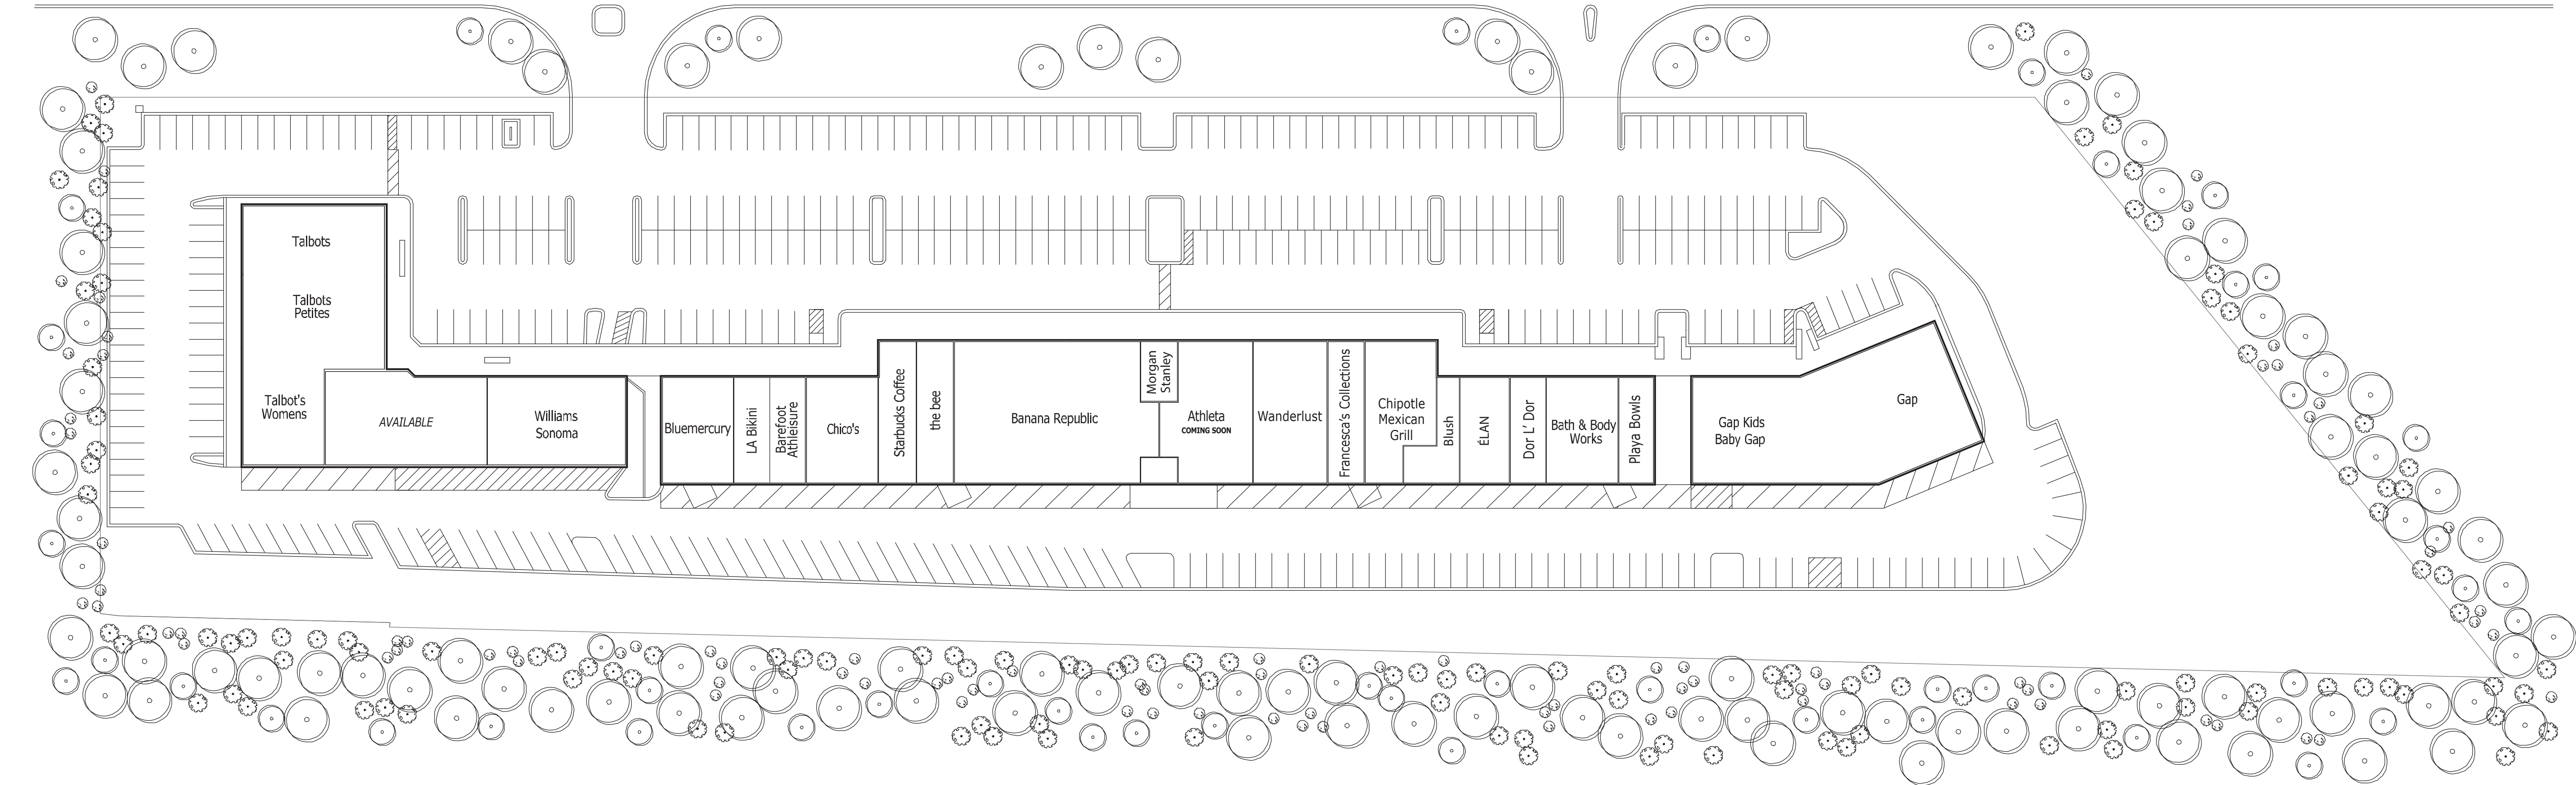 Talbots
Talbots
Petites
Talbot's
Womens
AVAILABLE
Williams
Sonoma
Bluemercury
LA Bikini
Barefoot
Athleisure
Chico's
Starbucks Coffee
the bee
Banana Republic
Morgan
Stanley
Athleta
COMING SOON
Wanderlust
Francesca's Collections
Chipotle
Mexican
Grill
Blush
ÉLAN
Dor L' Dor
Bath & Body
Works
Playa Bowls
Gap Kids
Baby Gap
Gap